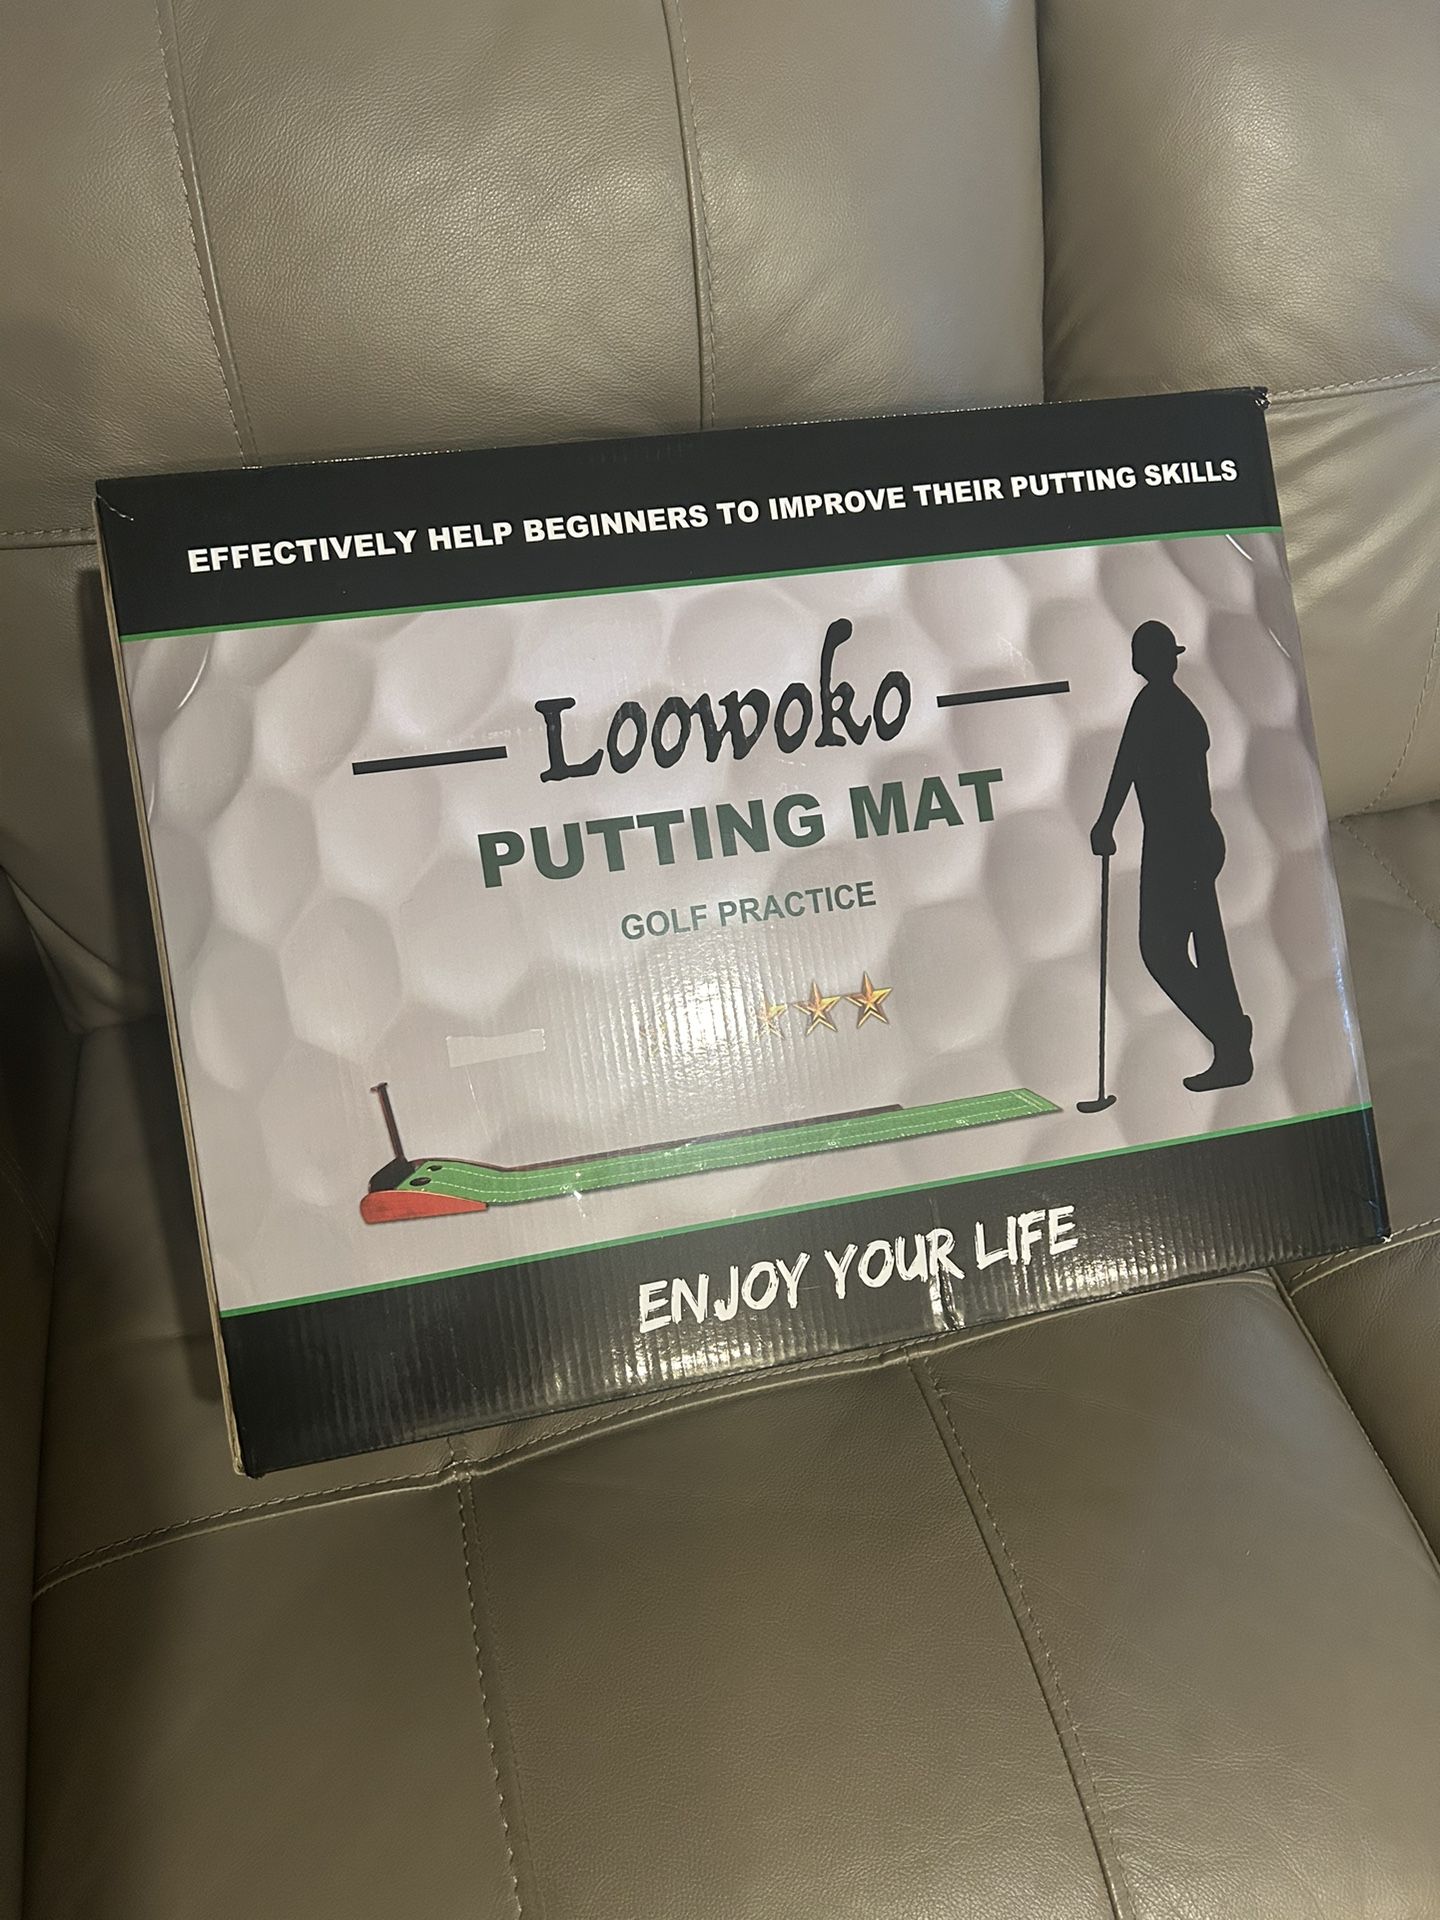 EFFECTIVELY HELP BEGINNERS TO IMPROVE THEIR PUTTING SKILLS
Loowoko
PUTTING MAT
GOLF PRACTICE
ENJOY YOUR LIFE